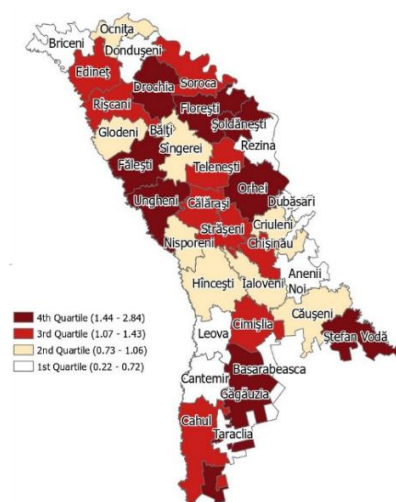 Ocnița
Briceni
Dondușeni
Edineț
Soroca
Drochia
Rîșcani
Florești
Șoldănești
Glodeni
Bălți
Rezina
Sîngerei
Fălești
Telenești
Orhei
Ungheni
Dubăsari
Călărași
Criuleni
Strășeni
Chișinău
Nisporeni
Anenii
Noi
Hîncești
Ialoveni
Căușeni
4th Quartile (1.44 - 2.84)
3rd Quartile (1.07 - 1.43)
2nd Quartile (0.73 - 1.06)
1st Quartile (0.22 - 0.72)
Leova
Cimișlia
Ștefan Vodă
Basarabeasca
Cantemir
Găgăuzia
Cahul
Taraclia